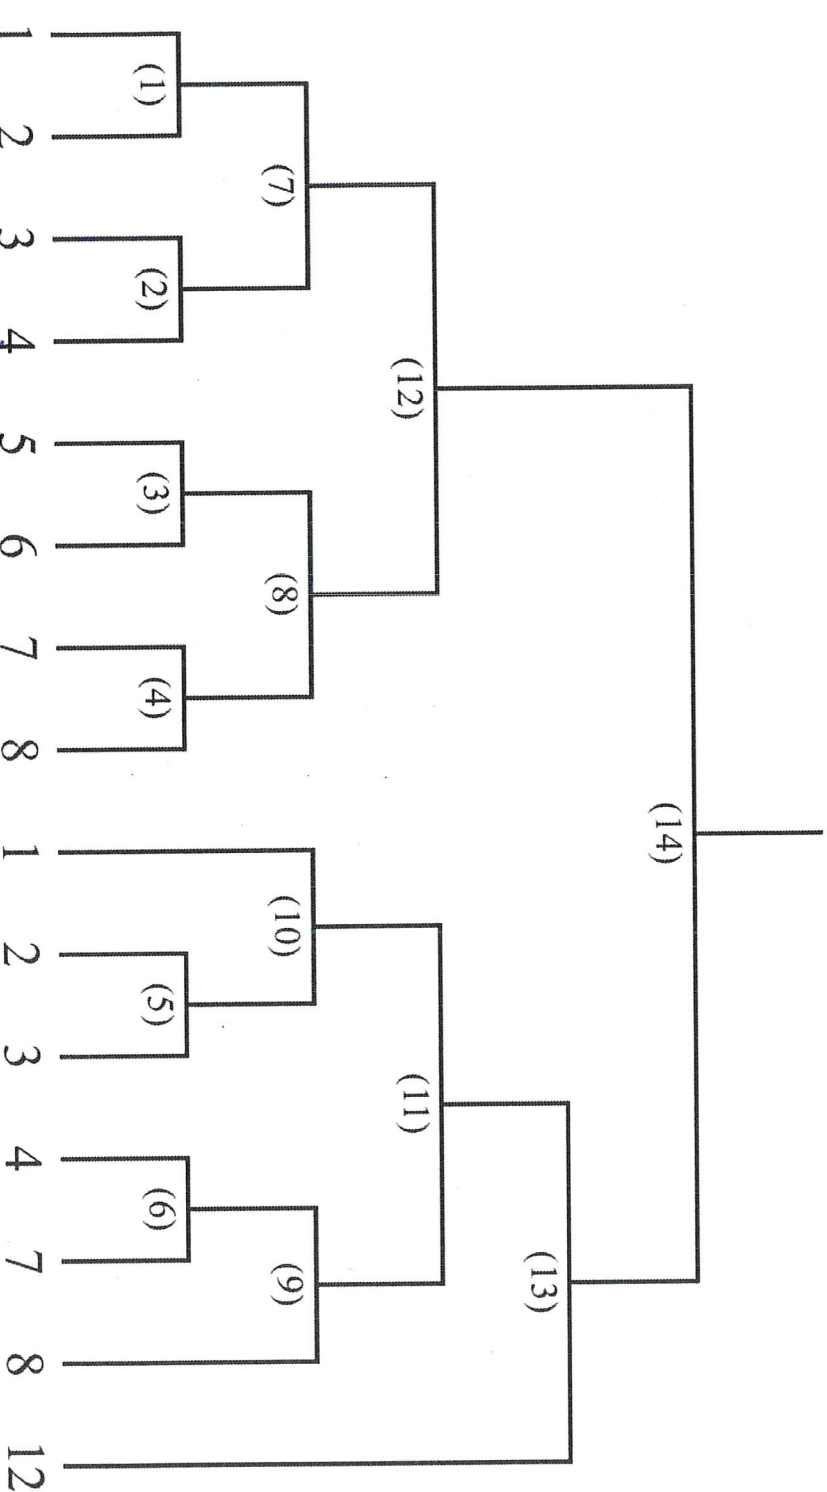 (14)
(13)
(12) (11)
(7) (8) (10) (9)
(1) (2) (3) (4) (5) (6)
1 2 3 4 5 6 7 8 1 2 3 4 7 8 12